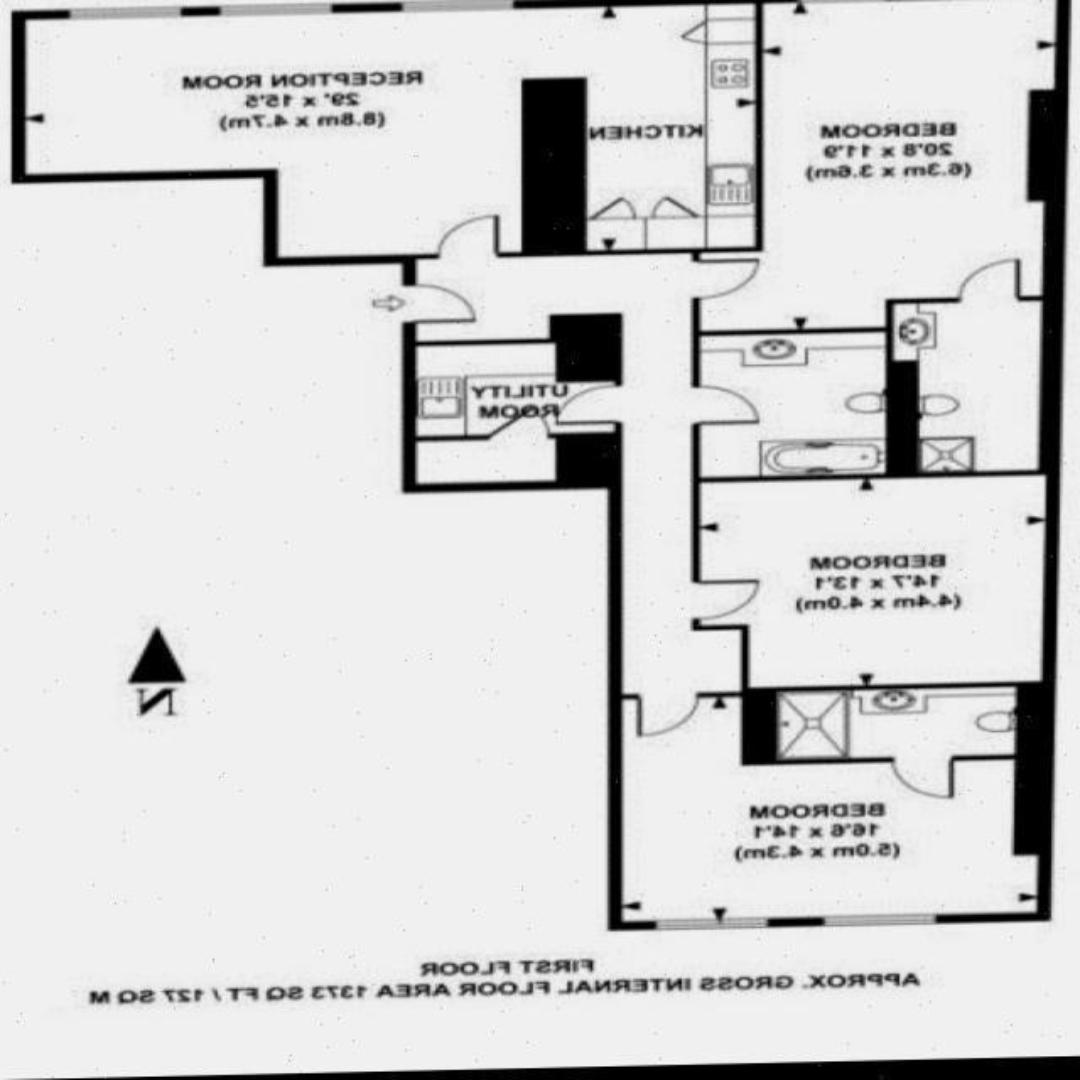 RECEPTION ROOM
29' x 15'5
(8.8m x 4.7m)
KITCHEN
BEDROOM
20'8 x 11'9
(6.3m x 3.6m)
UTILITY
ROOM
BEDROOM
14'7 x 13'1
(4.4m x 4.0m)
N
BEDROOM
16'6 x 14'1
(5.0m x 4.3m)
FIRST FLOOR
APPROX. GROSS INTERNAL FLOOR AREA 1373 SQ FT / 127 SQ M